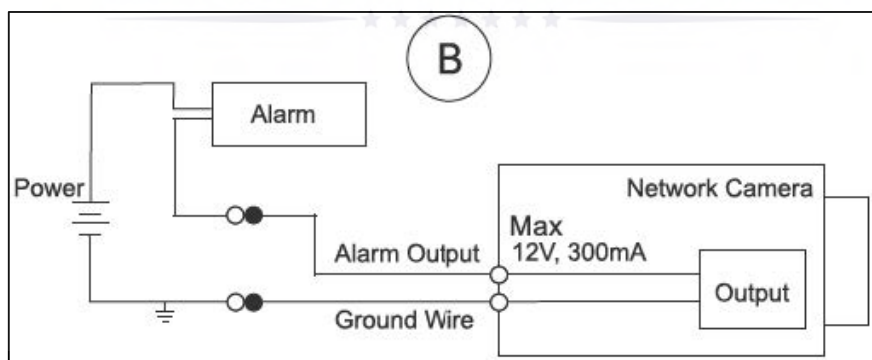 B
Alarm
Power
Network Camera
Max
12V, 300mA
Alarm Output
Output
Ground Wire